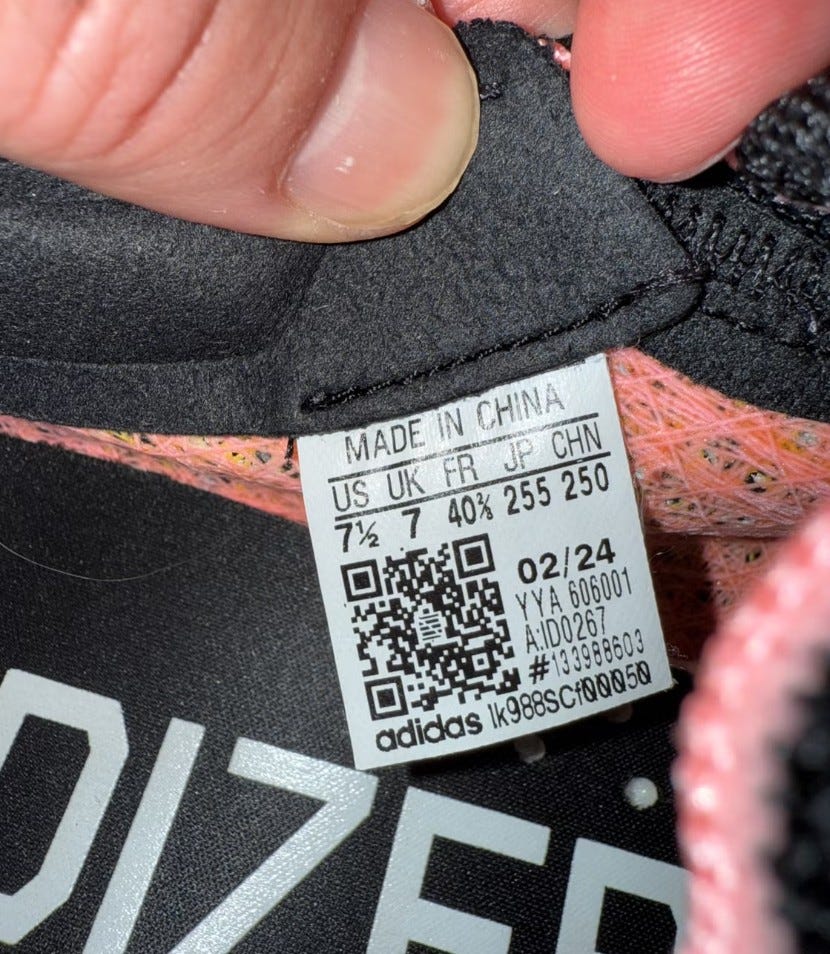 MADE IN CHINA
US UK FR JP CHN
7½ 7 40⅔ 255 250
02/24
YYA 606001
A:ID0267
#133988603
adidas lk988SCf00050
DIZER